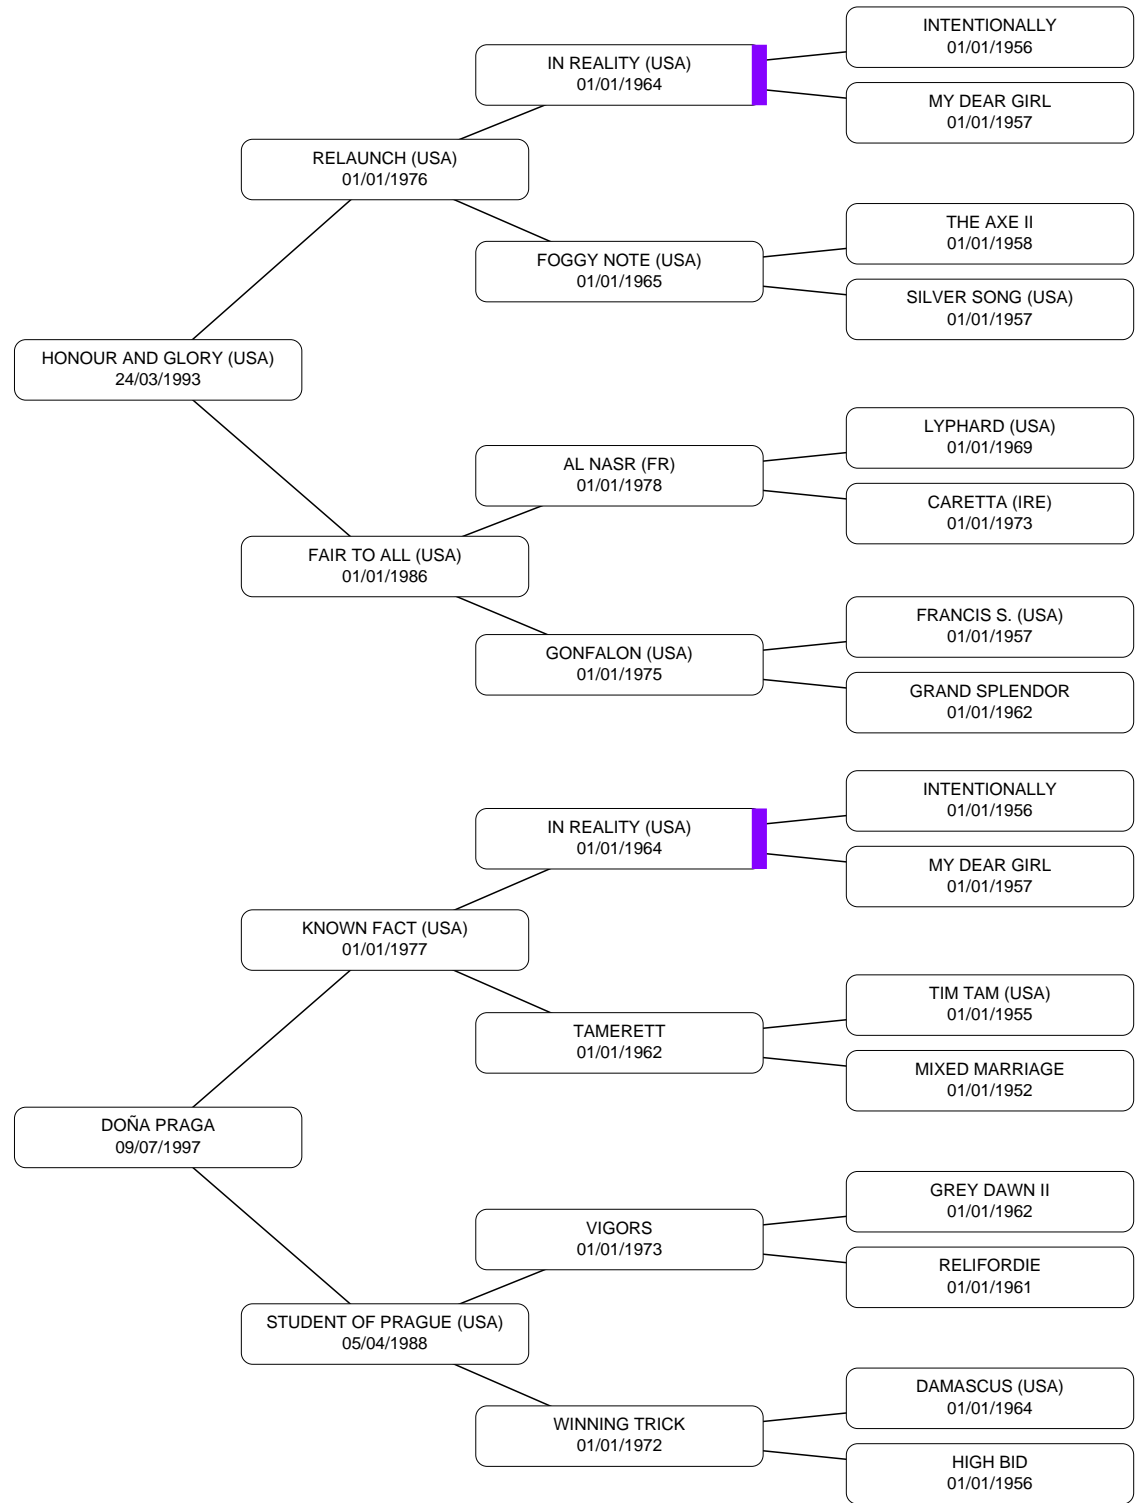 INTENTIONALLY
01/01/1956
IN REALITY (USA)
01/01/1964
MY DEAR GIRL
01/01/1957
RELAUNCH (USA)
01/01/1976
THE AXE II
01/01/1958
FOGGY NOTE (USA)
01/01/1965
SILVER SONG (USA)
01/01/1957
HONOUR AND GLORY (USA)
24/03/1993
LYPHARD (USA)
01/01/1969
AL NASR (FR)
01/01/1978
CARETTA (IRE)
01/01/1973
FAIR TO ALL (USA)
01/01/1986
FRANCIS S. (USA)
01/01/1957
GONFALON (USA)
01/01/1975
GRAND SPLENDOR
01/01/1962
INTENTIONALLY
01/01/1956
IN REALITY (USA)
01/01/1964
MY DEAR GIRL
01/01/1957
KNOWN FACT (USA)
01/01/1977
TIM TAM (USA)
01/01/1955
TAMERETT
01/01/1962
MIXED MARRIAGE
01/01/1952
DOÑA PRAGA
09/07/1997
GREY DAWN II
01/01/1962
VIGORS
01/01/1973
RELIFORDIE
01/01/1961
STUDENT OF PRAGUE (USA)
05/04/1988
DAMASCUS (USA)
01/01/1964
WINNING TRICK
01/01/1972
HIGH BID
01/01/1956